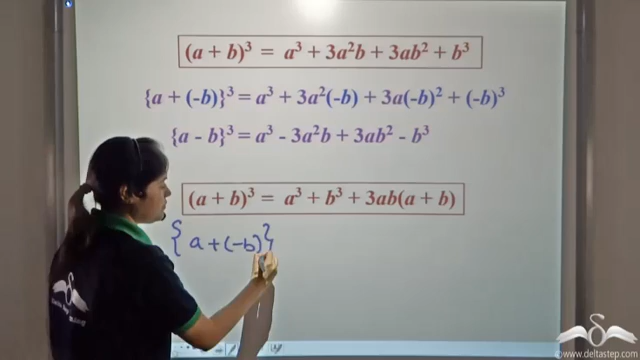 (a + b)³ = a³ + 3a²b + 3ab² + b³
{a + (-b)}³ = a³ + 3a²(-b) + 3a(-b)² + (-b)³
{a - b}³ = a³ - 3a²b + 3ab² - b³
(a + b)³ = a³ + b³ + 3ab(a + b)
{ a + (-b) }
©www.deltastep.com